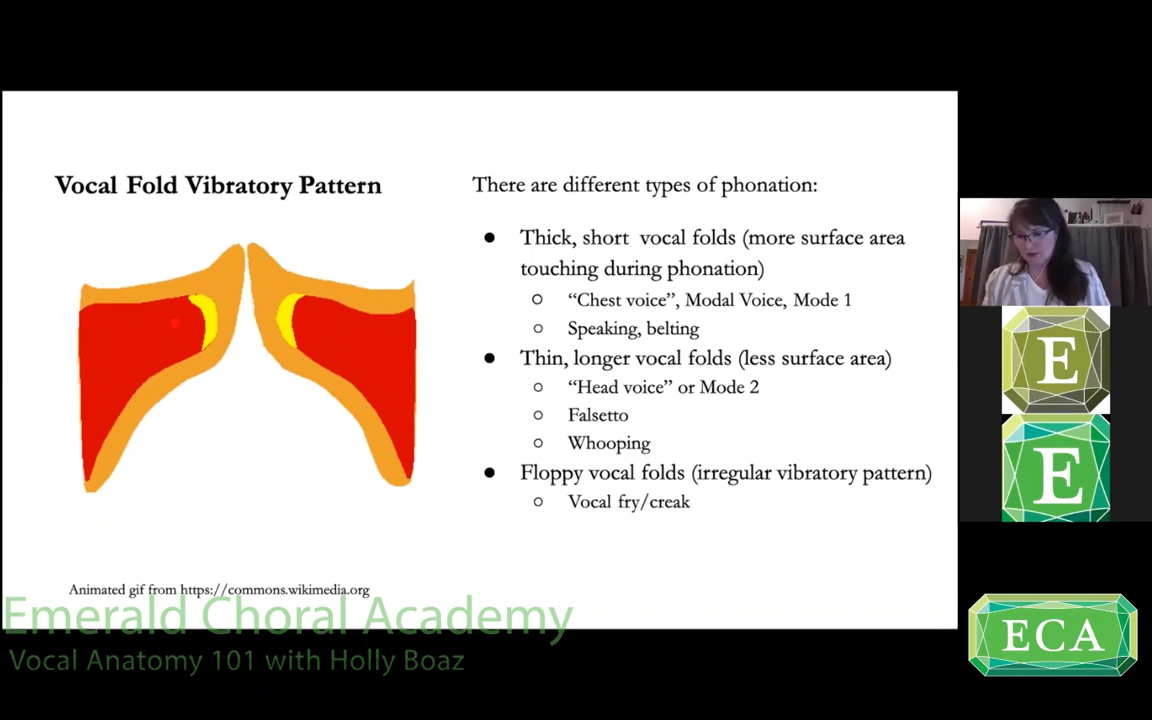 Vocal Fold Vibratory Pattern
There are different types of phonation:
● Thick, short vocal folds (more surface area
touching during phonation)
○ “Chest voice”, Modal Voice, Mode 1
○ Speaking, belting
● Thin, longer vocal folds (less surface area)
○ “Head voice” or Mode 2
○ Falsetto
○ Whooping
● Floppy vocal folds (irregular vibratory pattern)
○ Vocal fry/creak
Animated gif from https://commons.wikimedia.org
Emerald Choral Academy
Vocal Anatomy 101 with Holly Boaz
E
E
ECA